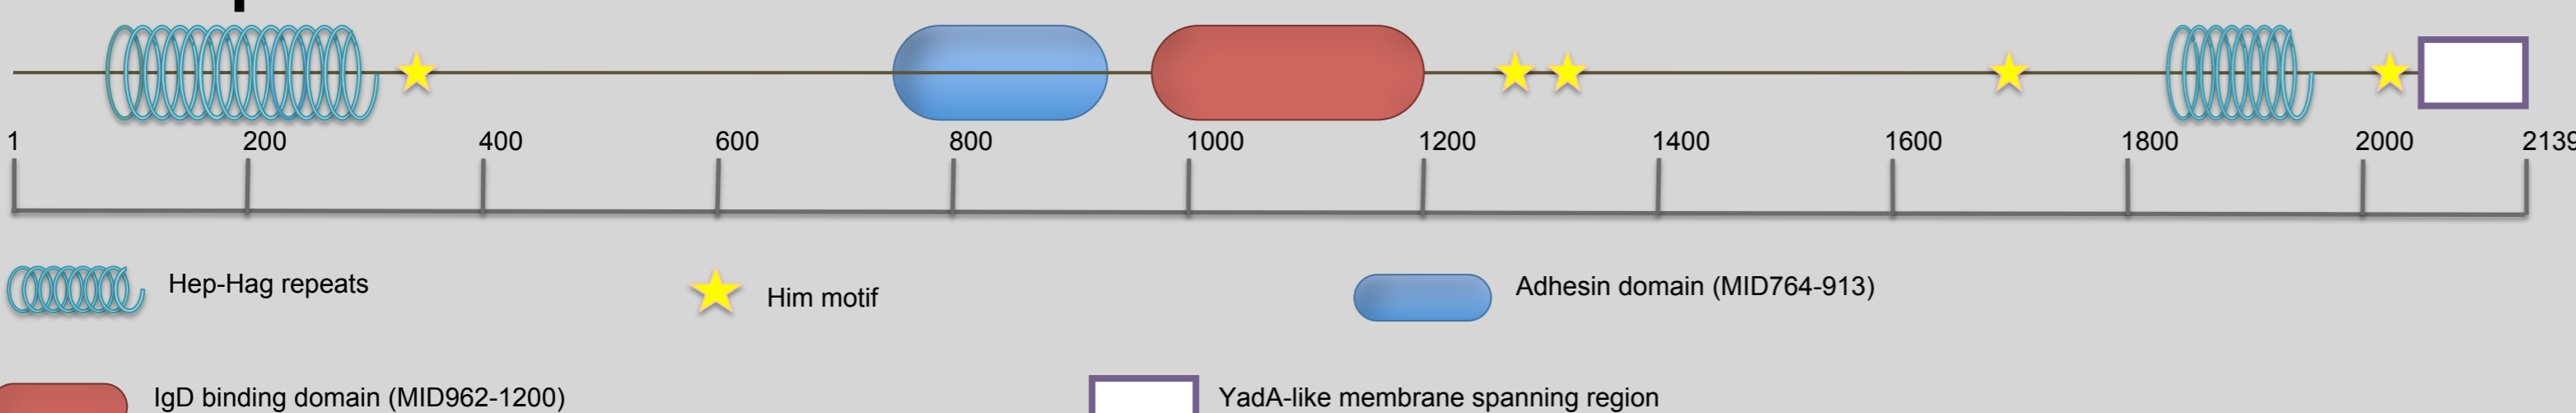 1 200 400 600 800 1000 1200 1400 1600 1800 2000 2139
Hep-Hag repeats
Him motif
Adhesin domain (MID764-913)
IgD binding domain (MID962-1200)
YadA-like membrane spanning region